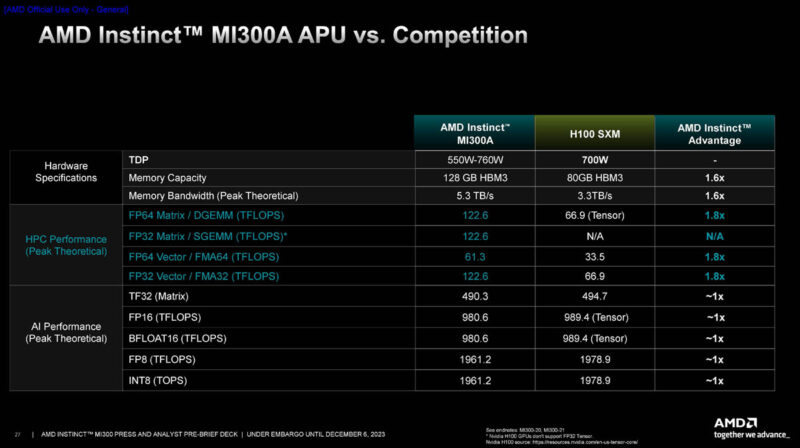 [AMD Official Use Only - General]
AMD Instinct™ MI300A APU vs. Competition
AMD Instinct™ MI300A H100 SXM AMD Instinct™ Advantage
Hardware Specifications
TDP 550W-760W 700W -
Memory Capacity 128 GB HBM3 80GB HBM3 1.6x
Memory Bandwidth (Peak Theoretical) 5.3 TB/s 3.3TB/s 1.6x
HPC Performance (Peak Theoretical)
FP64 Matrix / DGEMM (TFLOPS) 122.6 66.9 (Tensor) 1.8x
FP32 Matrix / SGEMM (TFLOPS)* 122.6 N/A N/A
FP64 Vector / FMA64 (TFLOPS) 61.3 33.5 1.8x
FP32 Vector / FMA32 (TFLOPS) 122.6 66.9 1.8x
AI Performance (Peak Theoretical)
TF32 (Matrix) 490.3 494.7 ~1x
FP16 (TFLOPS) 980.6 989.4 (Tensor) ~1x
BFLOAT16 (TFLOPS) 980.6 989.4 (Tensor) ~1x
FP8 (TFLOPS) 1961.2 1978.9 ~1x
INT8 (TOPS) 1961.2 1978.9 ~1x
27 | AMD INSTINCT™ MI300 PRESS AND ANALYST PRE-BRIEF DECK | UNDER EMBARGO UNTIL DECEMBER 6, 2023
See endnotes: MI300-20, MI300-21
* Nvidia H100 GPUs don't support FP32 Tensor.
Nvidia H100 source: https://resources.nvidia.com/en-us-tensor-core/
AMD
together we advance_